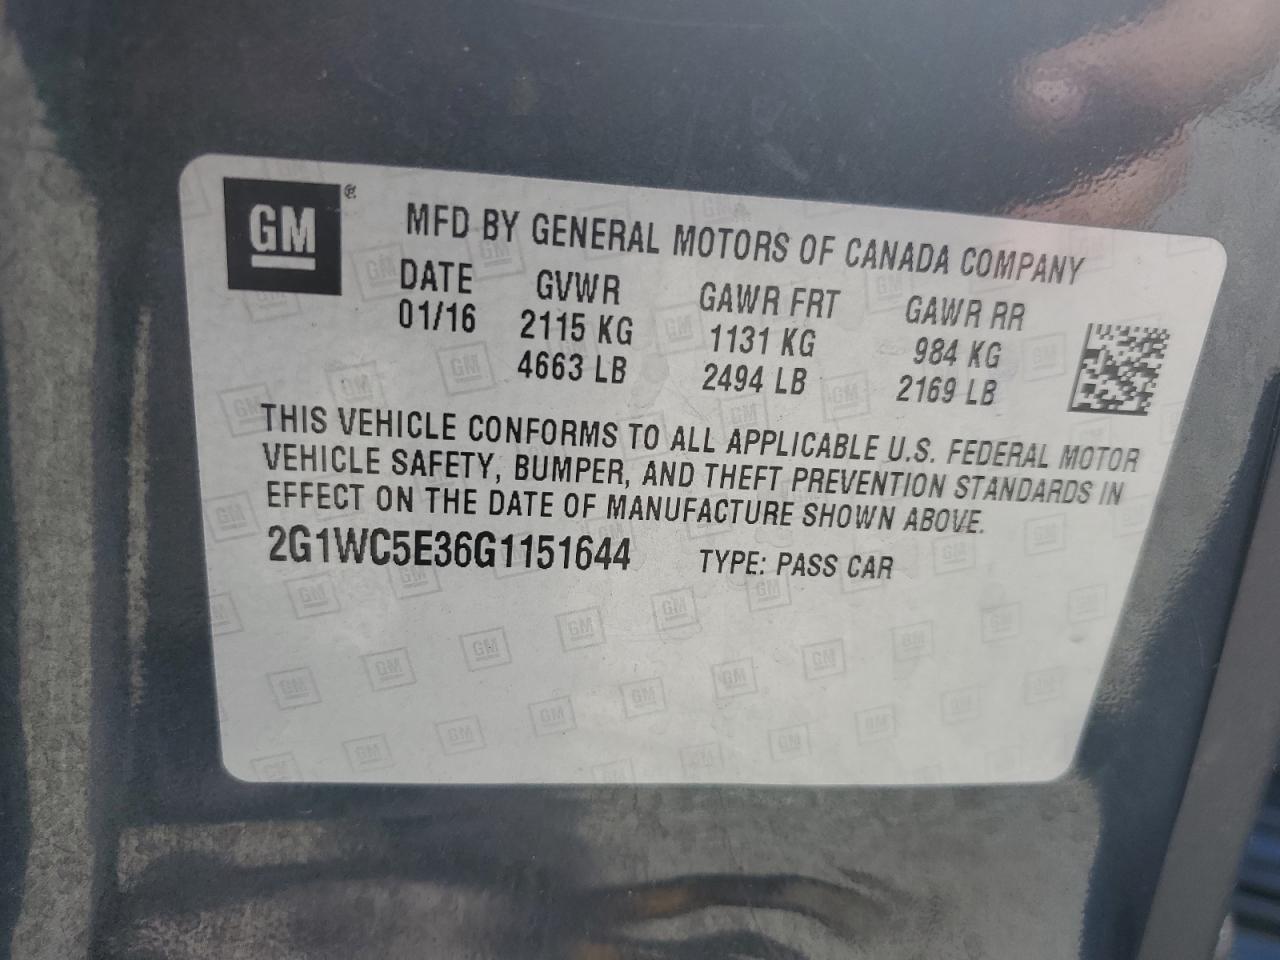 GM ®
MFD BY GENERAL MOTORS OF CANADA COMPANY
DATE GVWR GAWR FRT GAWR RR
01/16 2115 KG 1131 KG 984 KG
4663 LB 2494 LB 2169 LB
THIS VEHICLE CONFORMS TO ALL APPLICABLE U.S. FEDERAL MOTOR
VEHICLE SAFETY, BUMPER, AND THEFT PREVENTION STANDARDS IN
EFFECT ON THE DATE OF MANUFACTURE SHOWN ABOVE.
2G1WC5E36G1151644 TYPE: PASS CAR